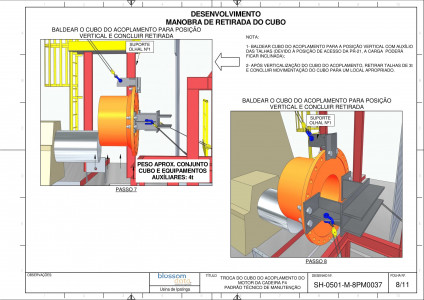 DESENVOLVIMENTO
MANOBRA DE RETIRADA DO CUBO
BALDEAR O CUBO DO ACOPLAMENTO PARA POSIÇÃO
VERTICAL E CONCLUIR RETIRADA
SUPORTE
OLHAL Nº1
PESO APROX. CONJUNTO
CUBO E EQUIPAMENTOS
AUXILIARES: 4t
PASSO 7
NOTA:
1- BALDEAR CUBO DO ACOPLAMENTO PARA A POSIÇÃO VERTICAL COM AUXILIO
DAS TALHAS (DEVIDO A POSIÇÃO DE ACESSO DA PR-01, A CARGA PODERÁ
FICAR INCLINADA);
2- APÓS VERTICALIZAÇÃO DO CUBO DO ACOPLAMENTO, RETIRAR TALHAS DE 3t
E CONCLUIR MOVIMENTAÇÃO DO CUBO PARA UM LOCAL APROPRIADO.
BALDEAR O CUBO DO ACOPLAMENTO PARA POSIÇÃO
VERTICAL E CONCLUIR RETIRADA
SUPORTE
OLHAL Nº1
PASSO 8
OBSERVAÇÕES:
blossom
Usina de Ipatinga
TÍTULO:
TROCA DO CUBO DO ACOPLAMENTO DO
MOTOR DA CADEIRA F4
PADRÃO TÉCNICO DE MANUTENÇÃO
DESENHO Nº:
SH-0501-M-8PM0037
FOLHA Nº:
8/11